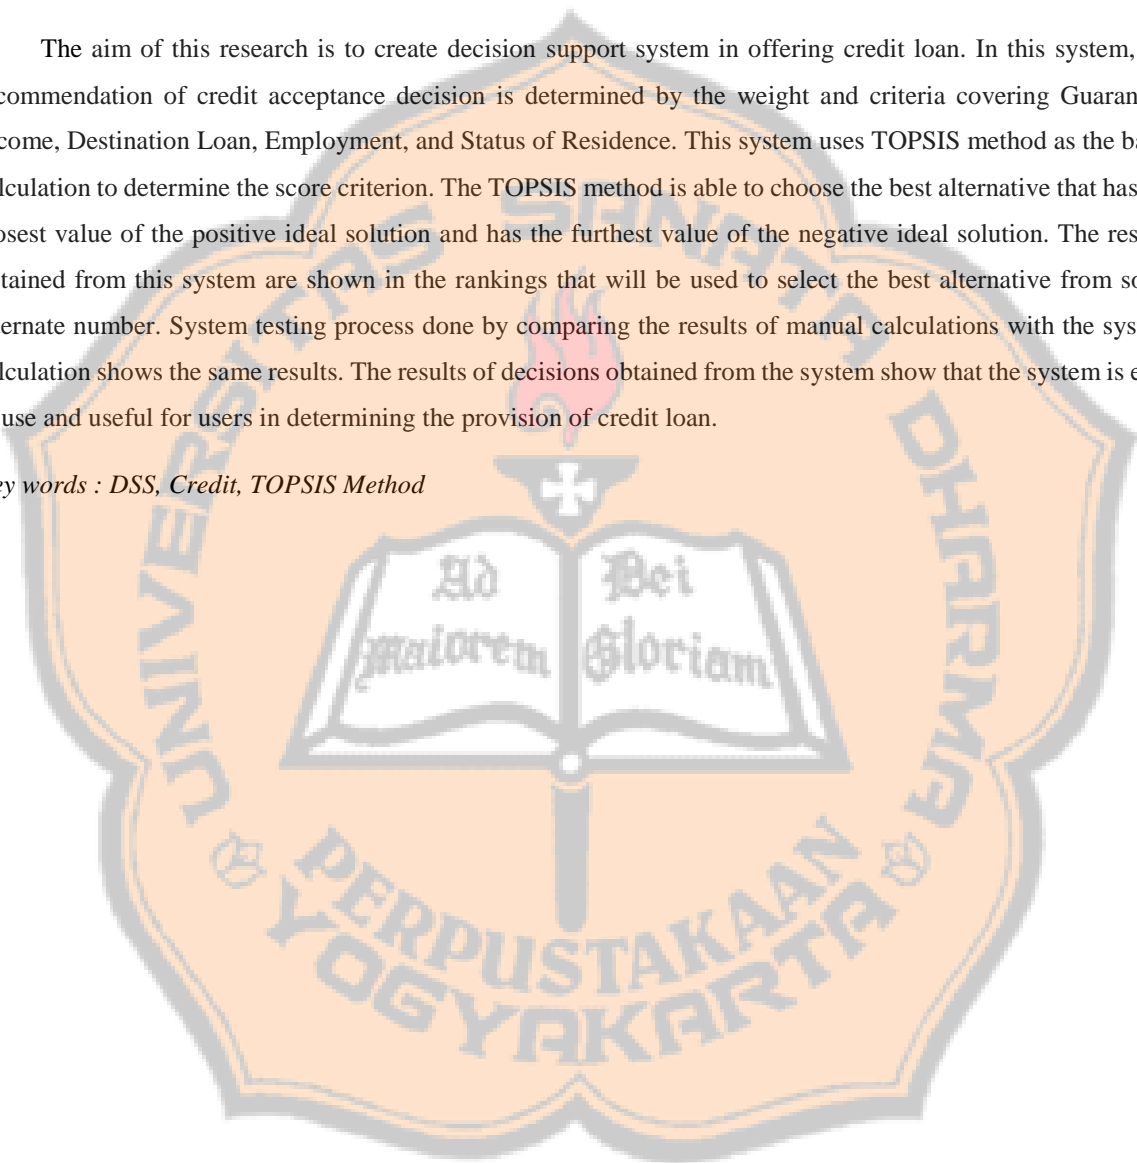 The aim of this research is to create decision support system in offering credit loan. In this system,
commendation of credit acceptance decision is determined by the weight and criteria covering Guaran
come, Destination Loan, Employment, and Status of Residence. This system uses TOPSIS method as the ba
lculation to determine the score criterion. The TOPSIS method is able to choose the best alternative that has
osest value of the positive ideal solution and has the furthest value of the negative ideal solution. The res
tained from this system are shown in the rankings that will be used to select the best alternative from so
ternate number. System testing process done by comparing the results of manual calculations with the sys
lculation shows the same results. The results of decisions obtained from the system show that the system is e
use and useful for users in determining the provision of credit loan.
ey words : DSS, Credit, TOPSIS Method
UNIVERSITAS SANATA DHARMA
Ad Dei
Maiorem Gloriam
PERPUSTAKAAN
YOGYAKARTA